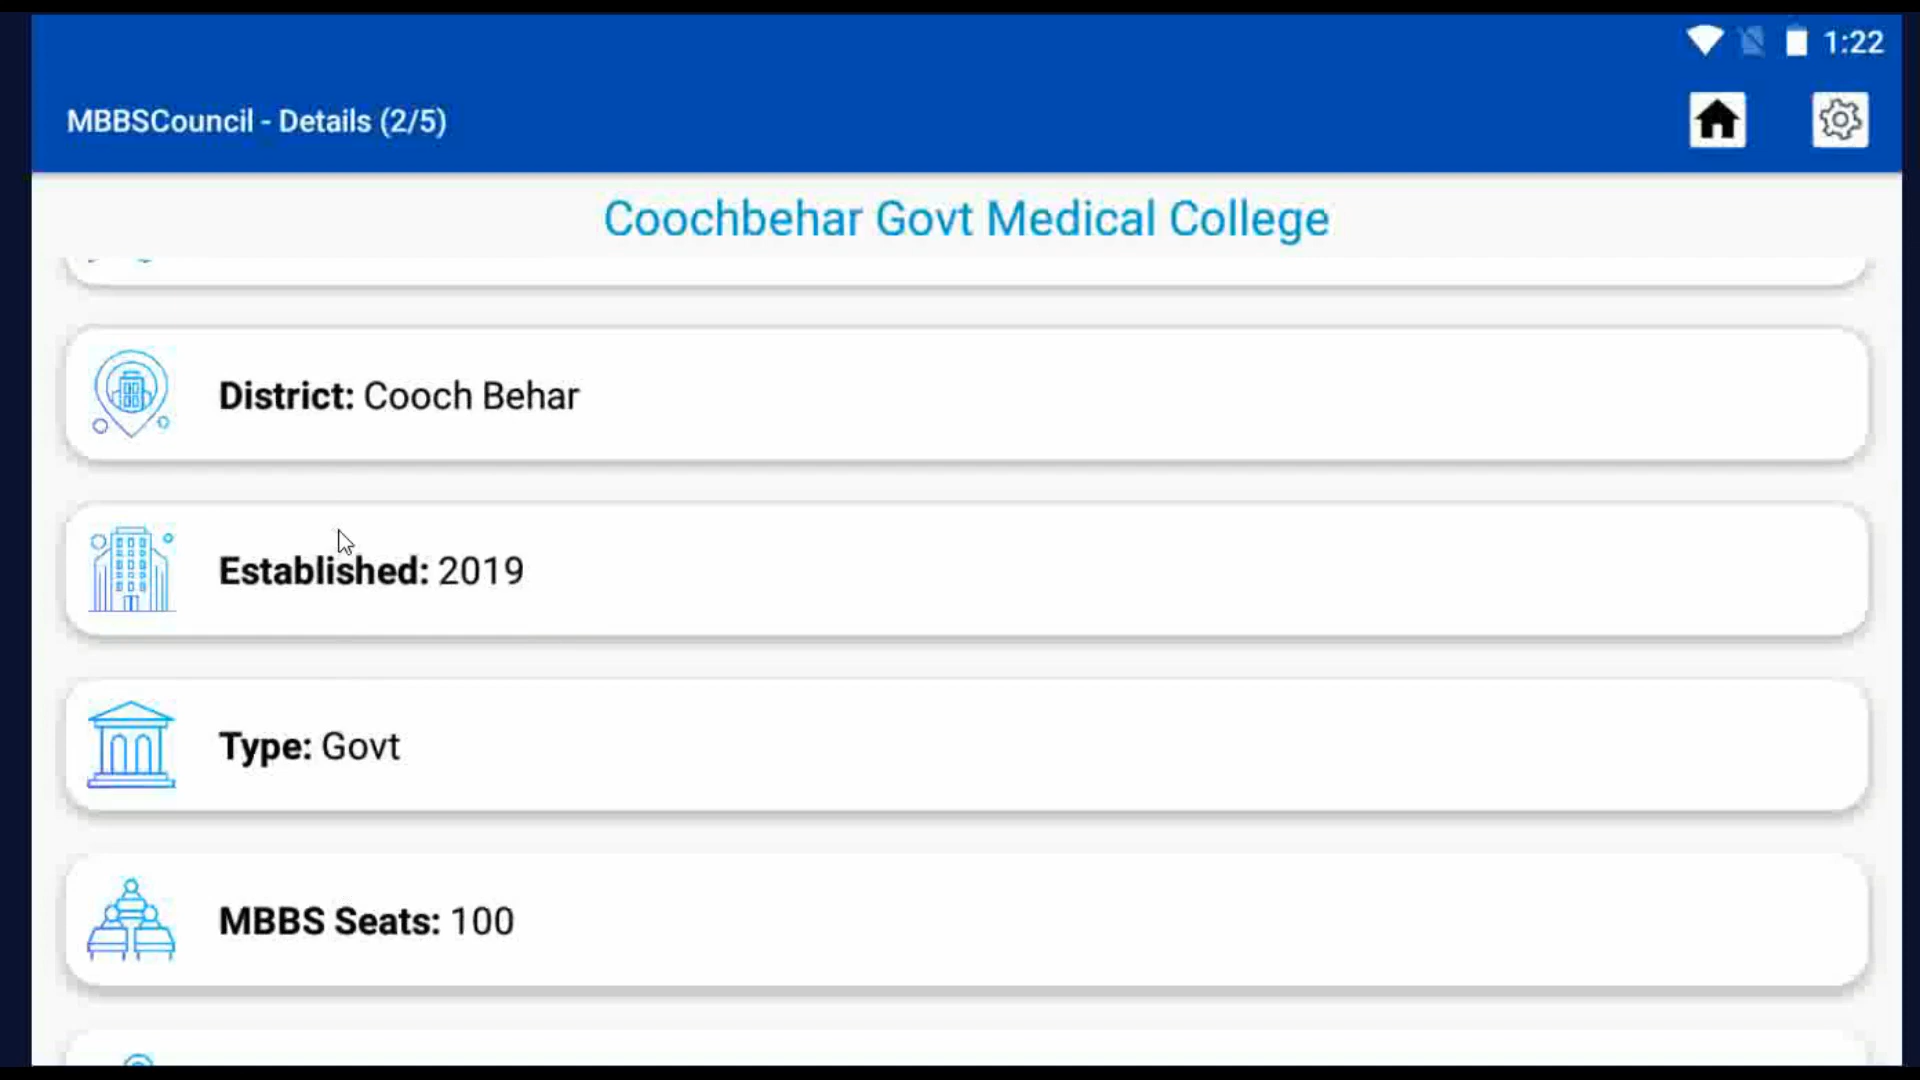 1:22
MBBSCouncil - Details (2/5)
Coochbehar Govt Medical College
District: Cooch Behar
Established: 2019
Type: Govt
MBBS Seats: 100